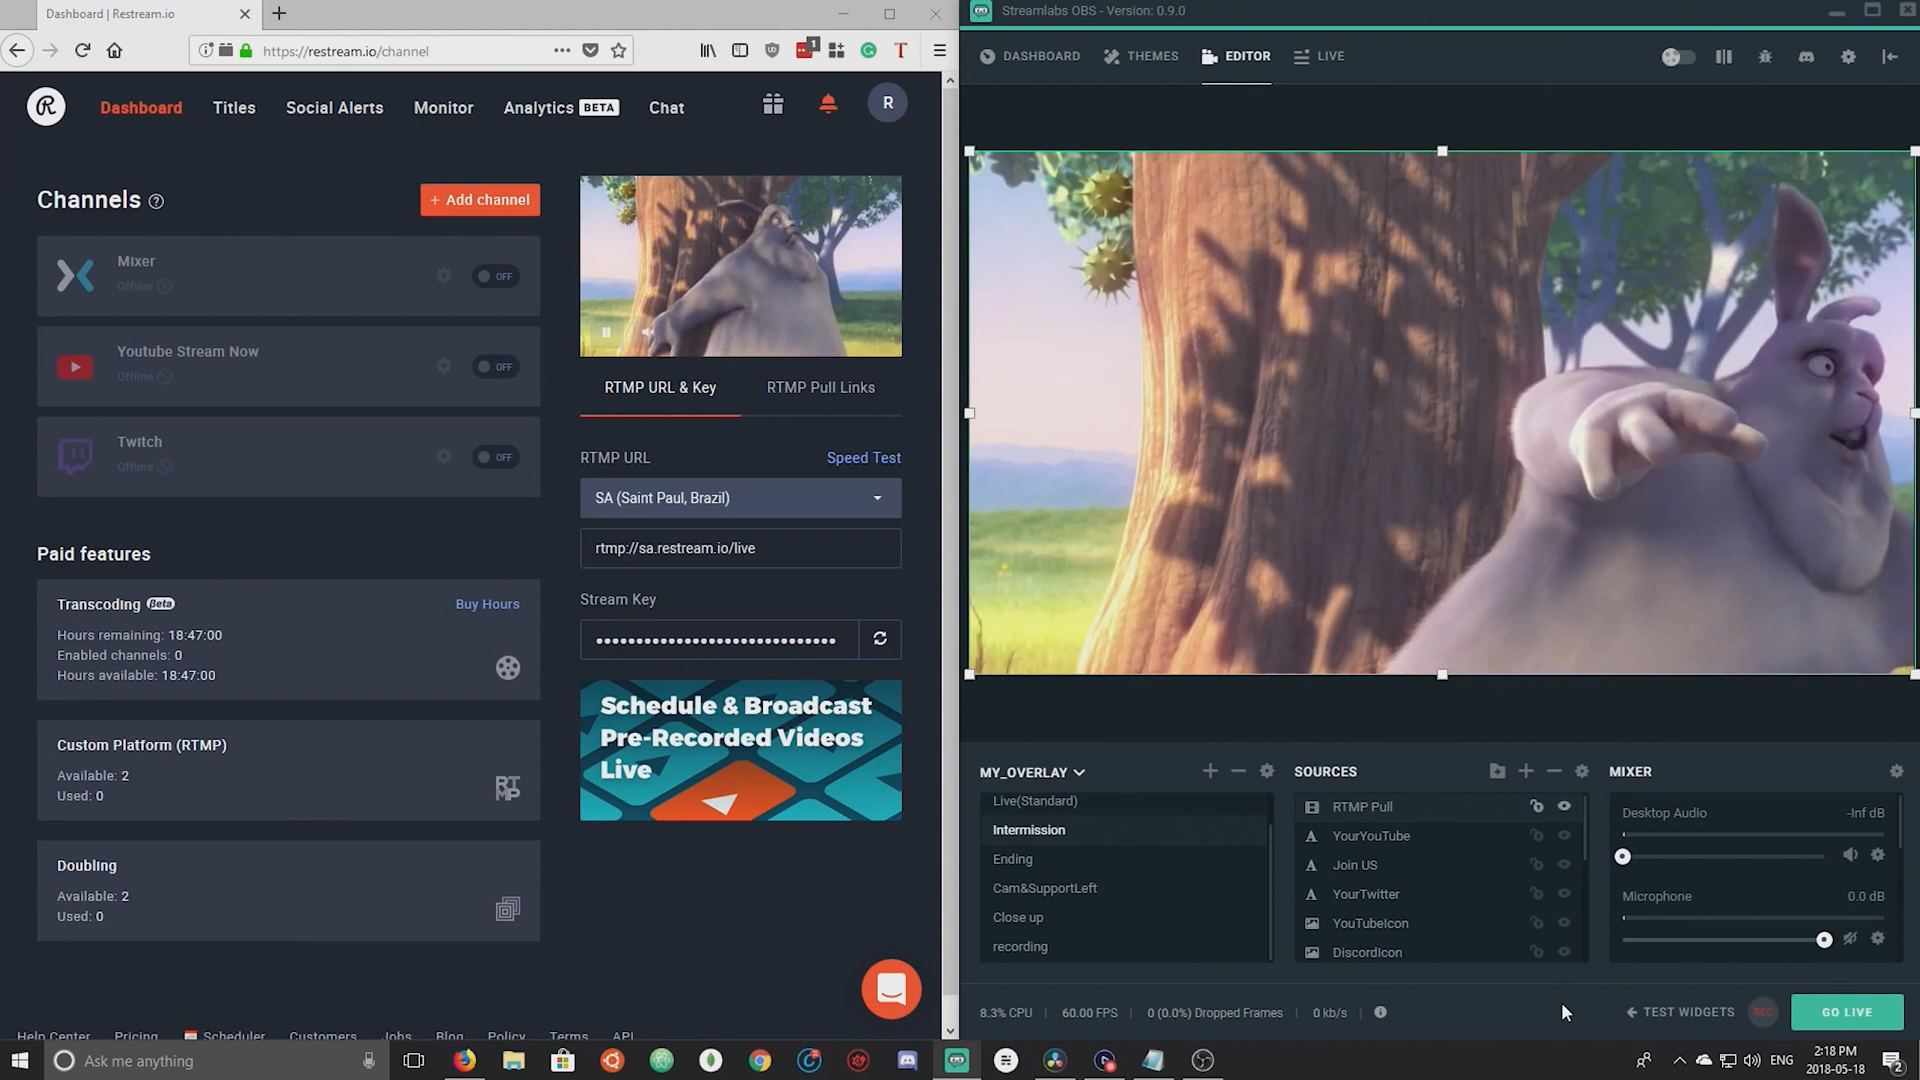 Dashboard | Restream.io
https://restream.io/channel
1
T
Dashboard
Titles
Social Alerts
Monitor
Analytics BETA
Chat
R
Channels
+ Add channel
Mixer
Offline
OFF
Youtube Stream Now
Offline
OFF
Twitch
Offline
OFF
Paid features
Transcoding Beta
Buy Hours
Hours remaining: 18:47:00
Enabled channels: 0
Hours available: 18:47:00
Custom Platform (RTMP)
Available: 2
Used: 0
RTMP
Doubling
Available: 2
Used: 0
RTMP URL & Key
RTMP Pull Links
RTMP URL
Speed Test
SA (Saint Paul, Brazil)
rtmp://sa.restream.io/live
Stream Key
Schedule & Broadcast
Pre-Recorded Videos
Live
Help Center
Pricing
Scheduler
Customers
Jobs
Blog
Policy
Terms
API
Streamlabs OBS - Version: 0.9.0
DASHBOARD
THEMES
EDITOR
LIVE
MY_OVERLAY
Live(Standard)
Intermission
Ending
Cam&SupportLeft
Close up
recording
SOURCES
RTMP Pull
YourYouTube
Join US
YourTwitter
YouTubeIcon
DiscordIcon
MIXER
Desktop Audio
-Inf dB
Microphone
0.0 dB
8.3% CPU
60.00 FPS
0 (0.0%) Dropped Frames
0 kb/s
TEST WIDGETS
REC
GO LIVE
Ask me anything
ENG
2:18 PM
2018-05-18
2